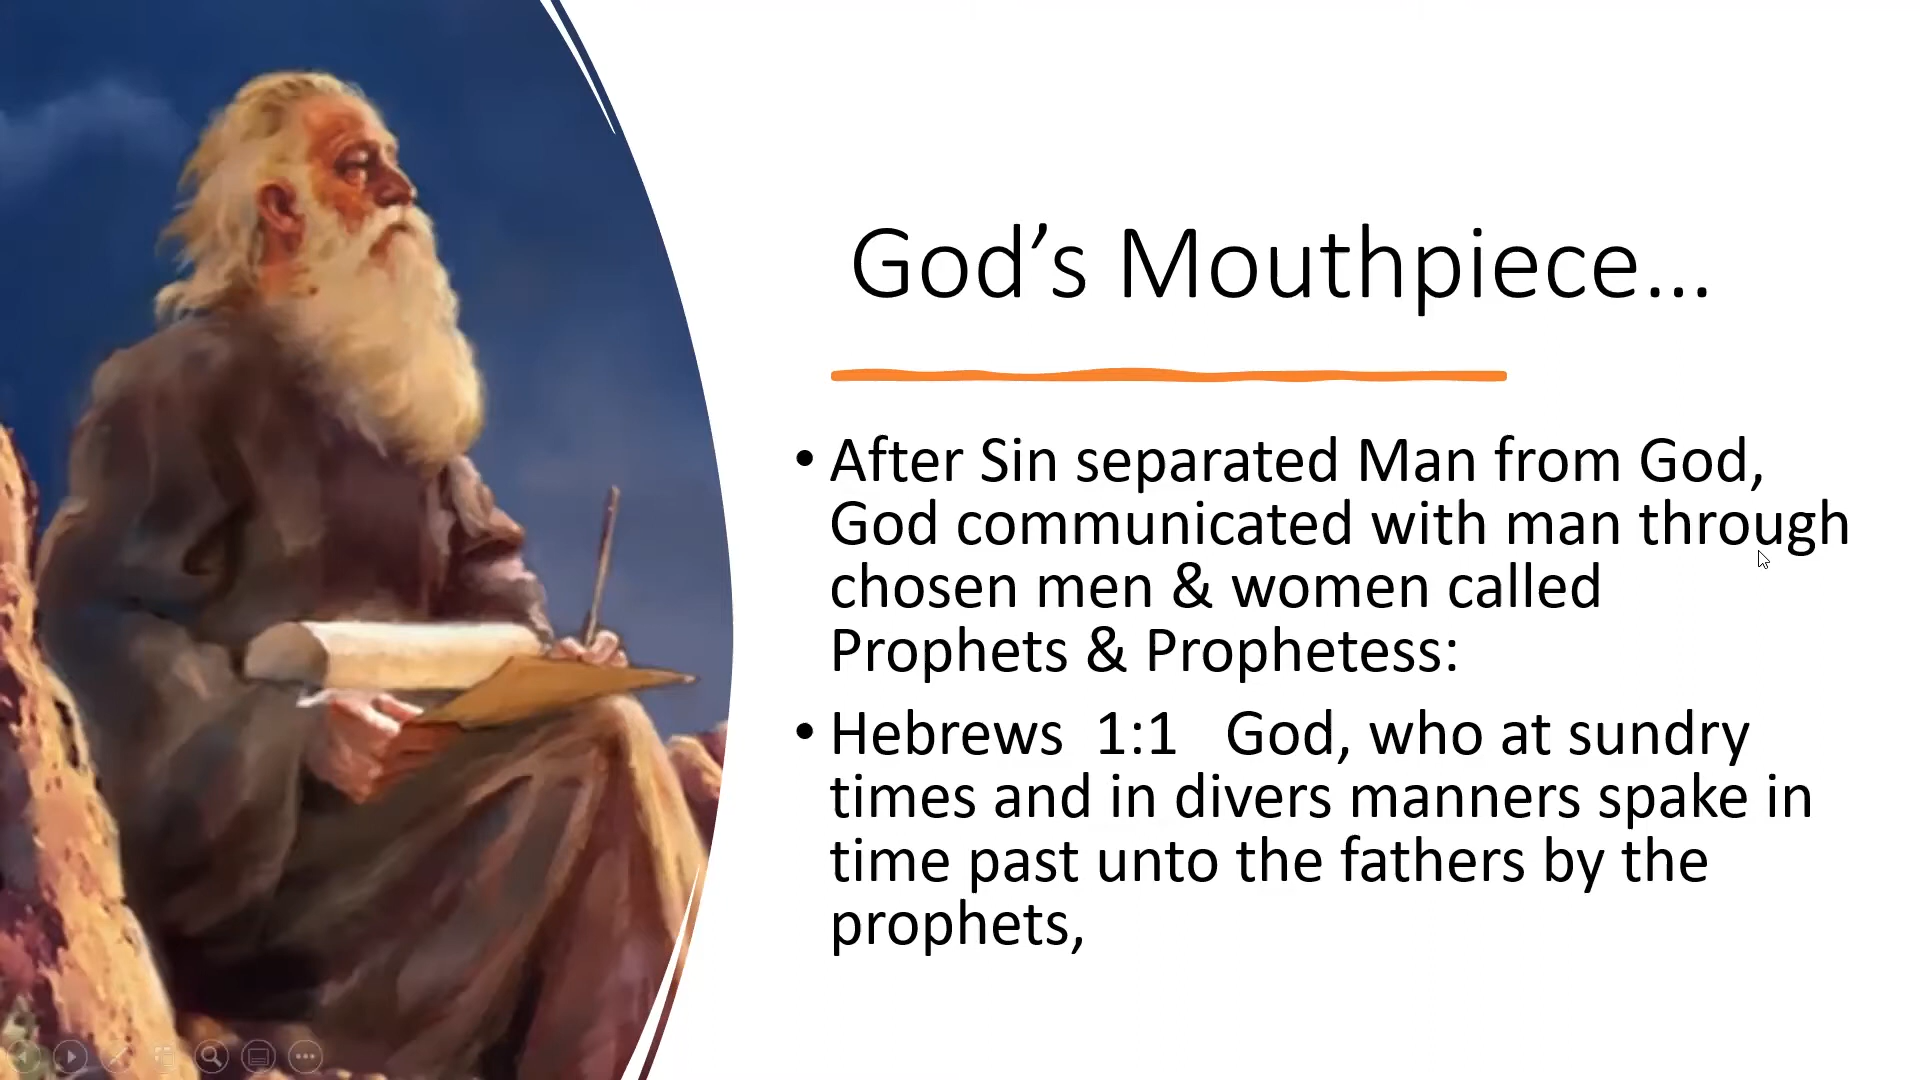 God’s Mouthpiece...
• After Sin separated Man from God,
God communicated with man through
chosen men & women called
Prophets & Prophetess:
• Hebrews  1:1   God, who at sundry
times and in divers manners spake in
time past unto the fathers by the
prophets,